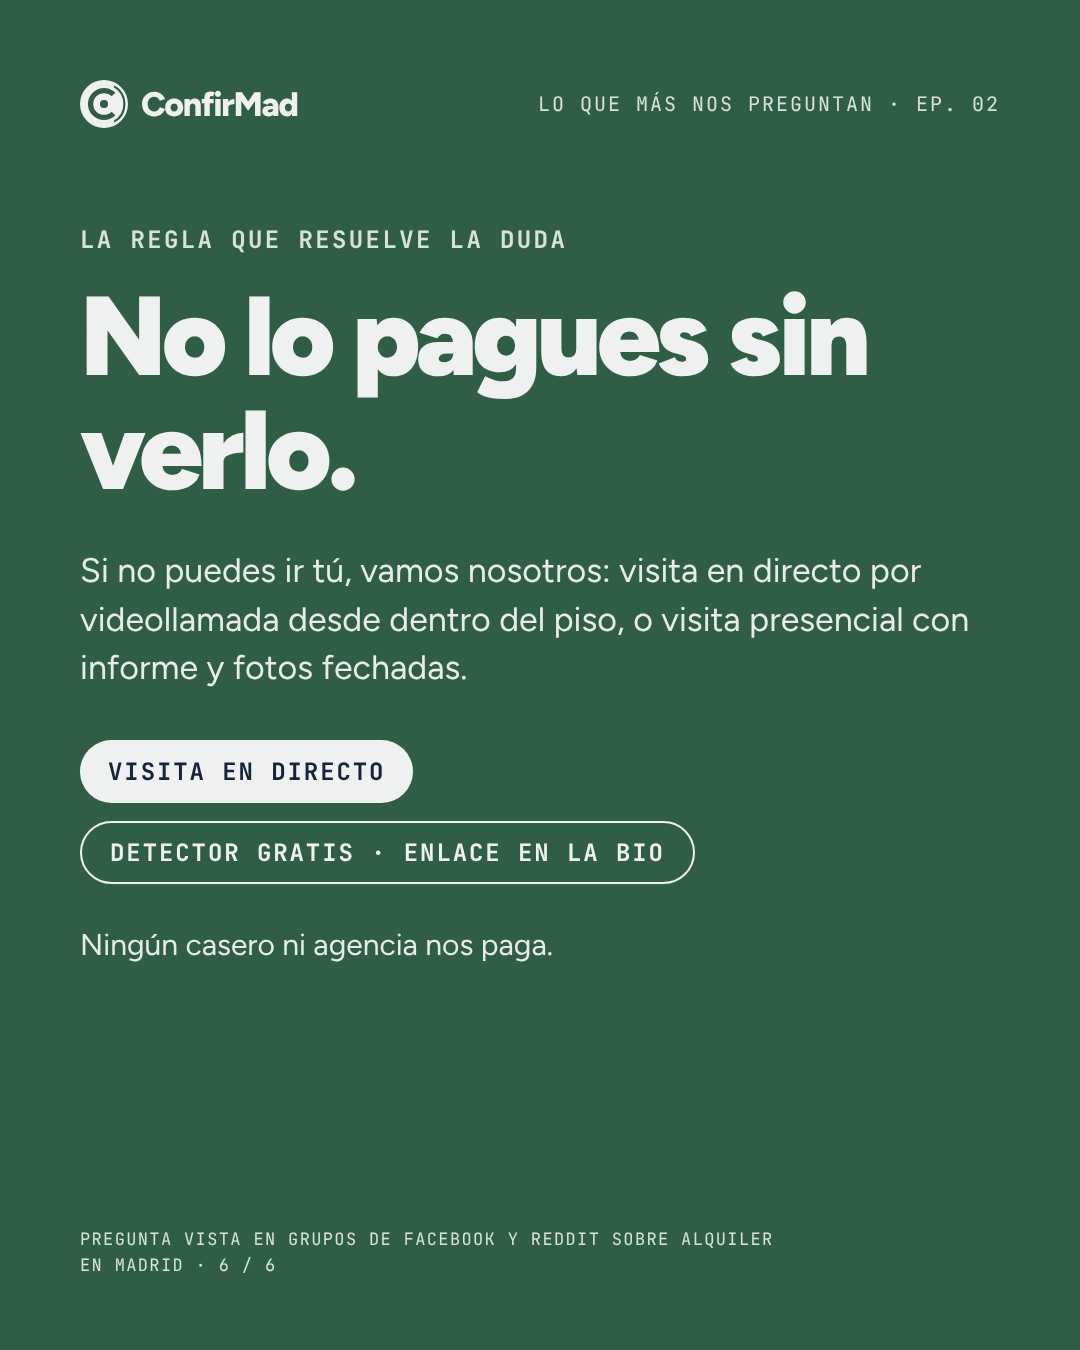 ConfirMad
LO QUE MÁS NOS PREGUNTAN · EP. 02
LA REGLA QUE RESUELVE LA DUDA
No lo pagues sin
verlo.
Si no puedes ir tú, vamos nosotros: visita en directo por
videollamada desde dentro del piso, o visita presencial con
informe y fotos fechadas.
VISITA EN DIRECTO
DETECTOR GRATIS · ENLACE EN LA BIO
Ningún casero ni agencia nos paga.
PREGUNTA VISTA EN GRUPOS DE FACEBOOK Y REDDIT SOBRE ALQUILER
EN MADRID · 6 / 6